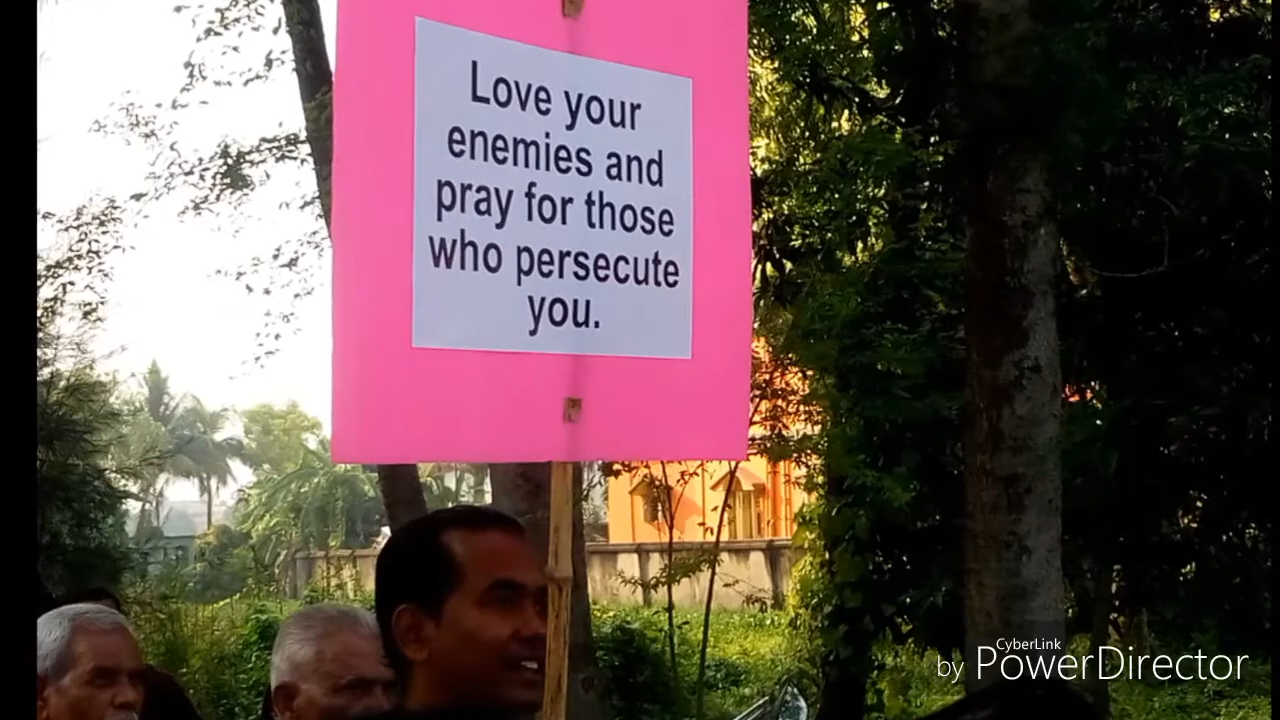 Love your
enemies and
pray for those
who persecute
you.
CyberLink
by PowerDirector